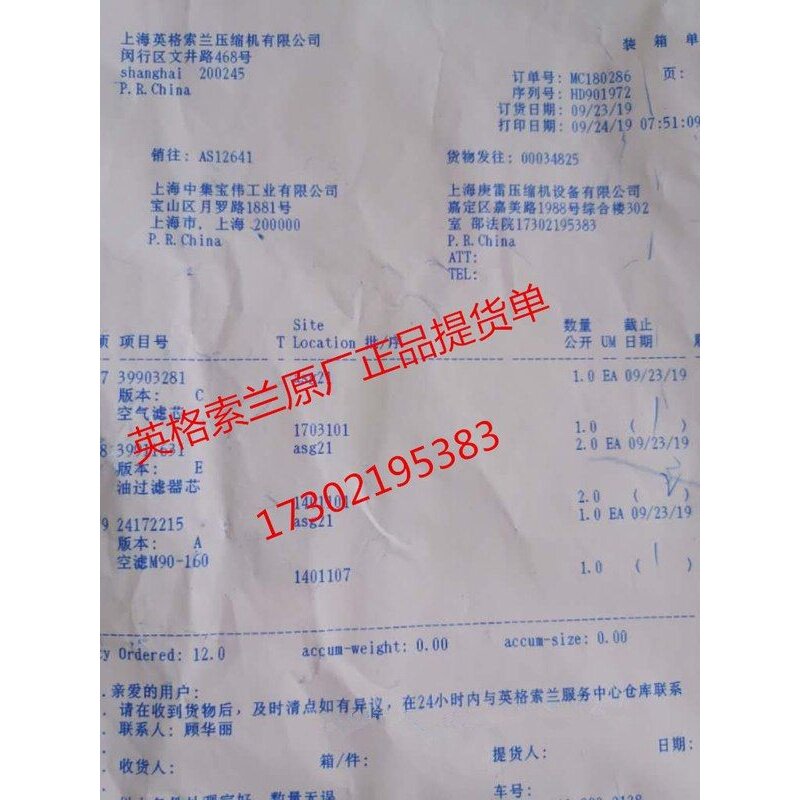 上海英格索兰压缩机有限公司
装 箱 单
闵行区文井路468号
shanghai 200245
P.R.China
订单号: MC180286 页:
序列号: HD901972
订货日期: 09/23/19
打印日期: 09/24/19 07:51:09
销往: AS12641
货物发往: 00034825
上海中集宝伟工业有限公司
宝山区月罗路1881号
上海市, 上海 200000
P.R.China
上海庚雷压缩机设备有限公司
嘉定区嘉美路1988号综合楼302
室 邵法院17302195383
P.R.China
ATT:
TEL:
Site 数量 截止
项目号 T Location 批/序 公开 UM 日期
7 39903281 1.0 EA 09/23/19
版本: C
空气滤芯
1703101 1.0 ( )
8 asg21 2.0 EA 09/23/19
版本: E
油过滤器芯
2.0 ( )
9 24172215 asg21 1.0 EA 09/23/19
版本: A
空滤M90-160
1401107 1.0 ( )
英格索兰原厂正品提货单
17302195383
ty Ordered: 12.0 accum-weight: 0.00 accum-size: 0.00
亲爱的用户:
请在收到货物后, 及时清点如有异议, 在24小时内与英格索兰服务中心仓库联系
联系人: 顾华丽
收货人: 箱/件: 提货人: 日期:
车号: